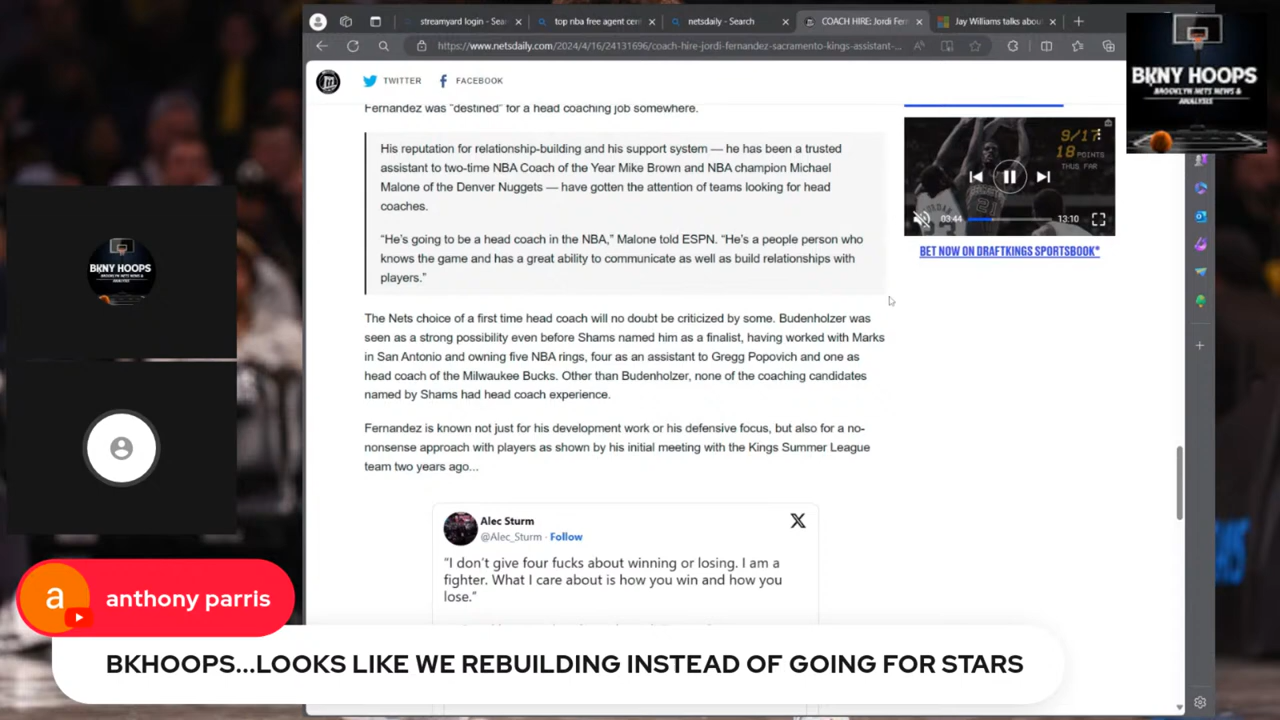 streamyard login - Sear
top nba free agent cent
netsdaily - Search
COACH HIRE: Jordi Fern
Jay Williams talks about
https://www.netsdaily.com/2024/4/16/24131696/coach-hire-jordi-fernandez-sacramento-kings-assistant-...
BKNY HOOPS
BROOKLYN NETS NEWS &
ANALYSIS
TWITTER
FACEBOOK
Fernandez was "destined" for a head coaching job somewhere.
His reputation for relationship-building and his support system — he has been a trusted
assistant to two-time NBA Coach of the Year Mike Brown and NBA champion Michael
Malone of the Denver Nuggets — have gotten the attention of teams looking for head
coaches.
“He’s going to be a head coach in the NBA,” Malone told ESPN. “He’s a people person who
knows the game and has a great ability to communicate as well as build relationships with
players.”
9/17
18 POINTS
THUS FAR
JORDAN
21
03:44
13:10
BET NOW ON DRAFTKINGS SPORTSBOOK*
The Nets choice of a first time head coach will no doubt be criticized by some. Budenholzer was
seen as a strong possibility even before Shams named him as a finalist, having worked with Marks
in San Antonio and owning five NBA rings, four as an assistant to Gregg Popovich and one as
head coach of the Milwaukee Bucks. Other than Budenholzer, none of the coaching candidates
named by Shams had head coach experience.
Fernandez is known not just for his development work or his defensive focus, but also for a no-
nonsense approach with players as shown by his initial meeting with the Kings Summer League
team two years ago...
Alec Sturm
@Alec_Sturm · Follow
“I don’t give four fucks about winning or losing. I am a
fighter. What I care about is how you win and how you
lose.”
BKNY HOOPS
a
anthony parris
BKHOOPS...LOOKS LIKE WE REBUILDING INSTEAD OF GOING FOR STARS